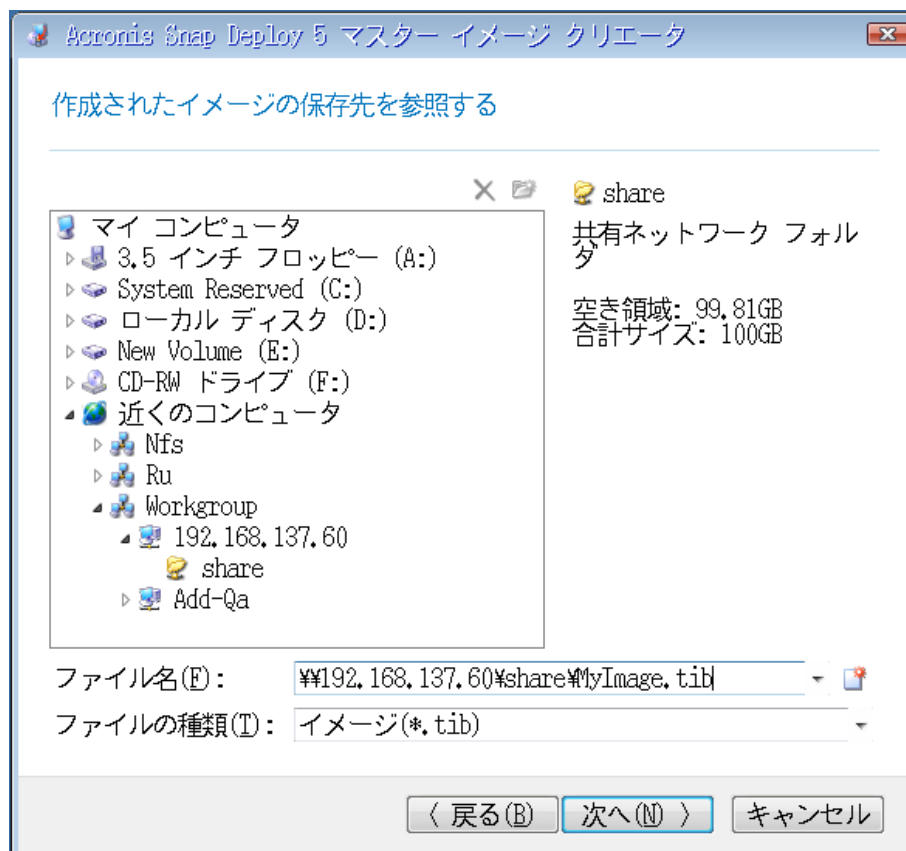 Acronis Snap Deploy 5 マスター イメージ クリエータ
作成されたイメージの保存先を参照する
マイ コンピュータ
3.5 インチ フロッピー (A:)
System Reserved (C:)
ローカル ディスク (D:)
New Volume (E:)
CD-RW ドライブ (F:)
近くのコンピュータ
Nfs
Ru
Workgroup
192.168.137.60
share
Add-Qa
share
共有ネットワーク フォル
ダ
空き領域: 99.81GB
合計サイズ: 100GB
ファイル名(F): ¥¥192.168.137.60¥share¥MyImage.tib
ファイルの種類(T): イメージ(*.tib)
〈 戻る(B) 次へ(N) 〉 キャンセル